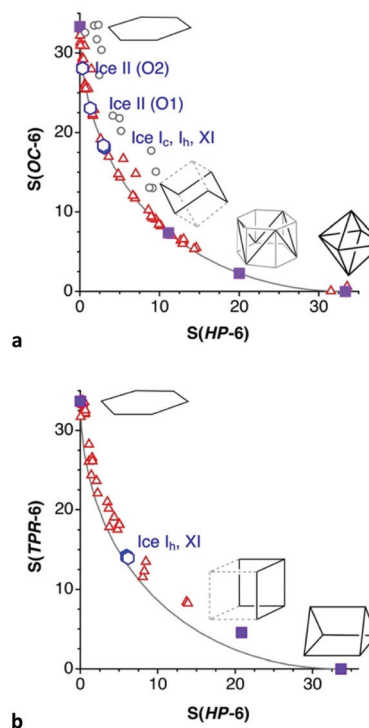 30
20
10
0
S(OC-6)
Ice II (O2)
Ice II (O1)
Ice Ic, Ih, XI
0 10 20 30
S(HP-6)
a
30
20
10
0
S(TPR-6)
Ice Ih, XI
0 10 20 30
S(HP-6)
b